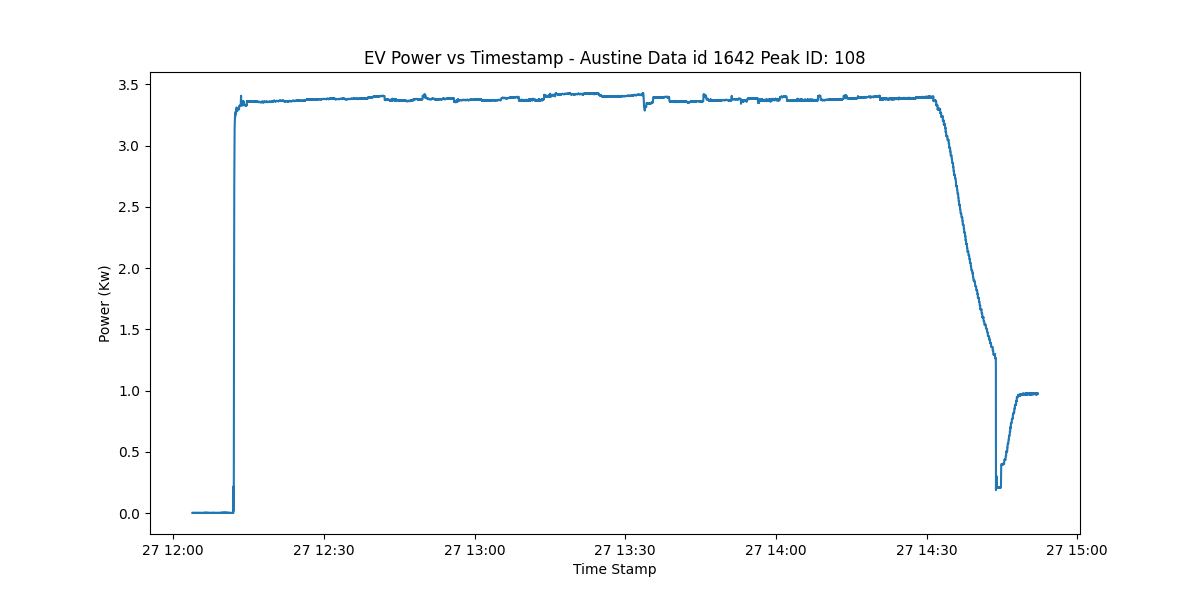 EV Power vs Timestamp - Austine Data id 1642 Peak ID: 108
3.5
3.0
2.5
2.0
1.5
1.0
0.5
0.0
Power (Kw)
27 12:00 27 12:30 27 13:00 27 13:30 27 14:00 27 14:30 27 15:00
Time Stamp